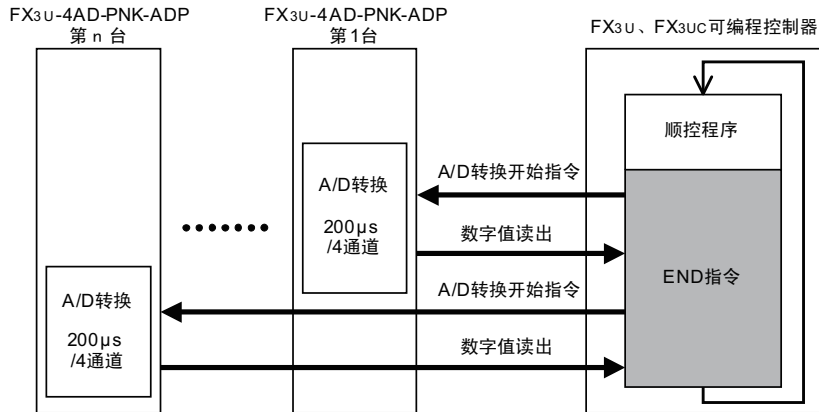 FX3U-4AD-PNK-ADP
第 n 台
FX3U-4AD-PNK-ADP
第1台
FX3U、FX3UC可编程控制器
顺控程序
A/D转换开始指令
A/D转换
200μs
/4通道
数字值读出
END指令
A/D转换开始指令
A/D转换
200μs
/4通道
数字值读出